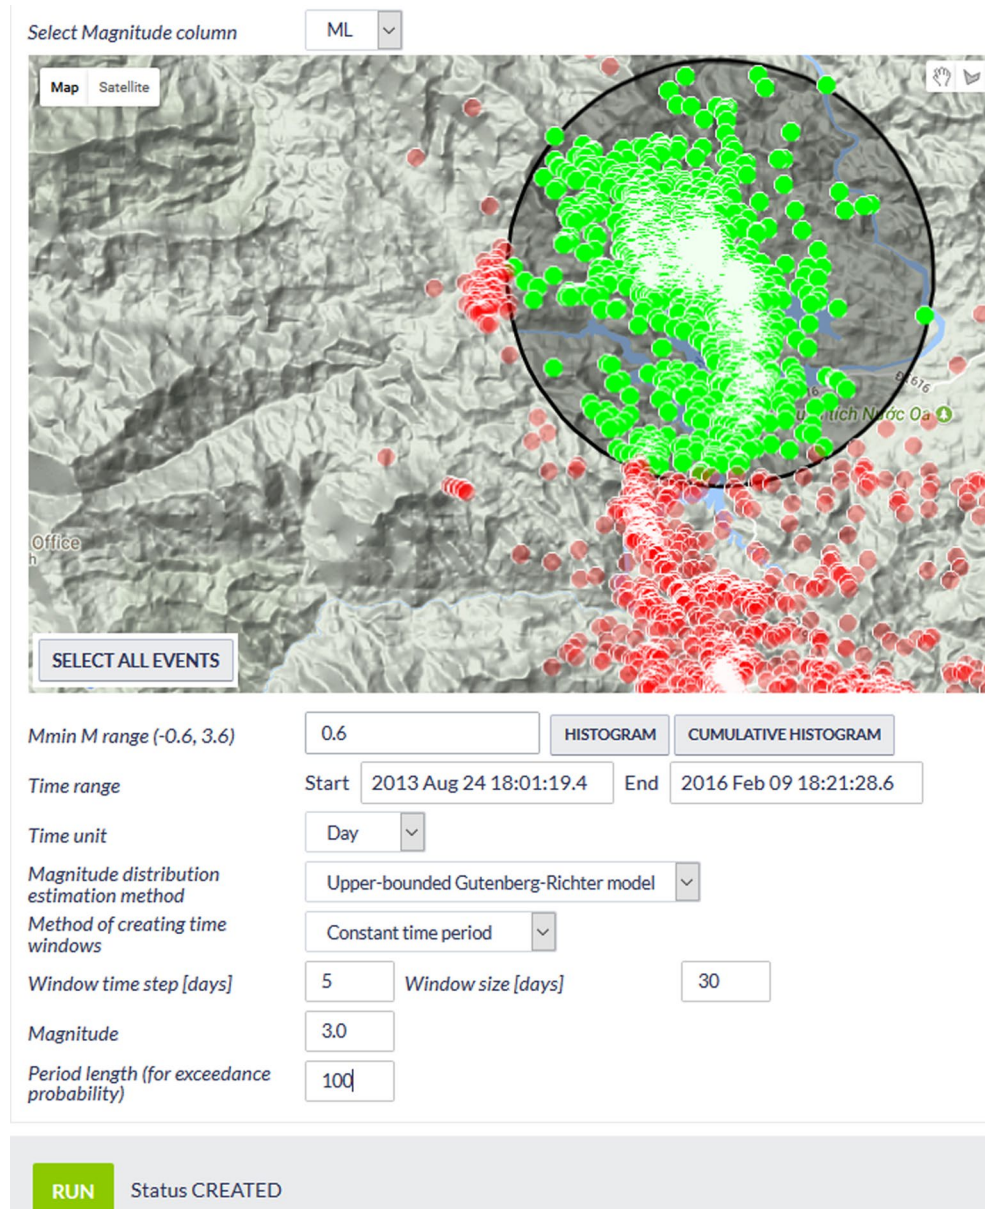 Select Magnitude column ML
Map Satellite
ĐT616
tích Nước Oa
Office
h
SELECT ALL EVENTS
Mmin M range (-0.6, 3.6) 0.6 HISTOGRAM CUMULATIVE HISTOGRAM
Time range Start 2013 Aug 24 18:01:19.4 End 2016 Feb 09 18:21:28.6
Time unit Day
Magnitude distribution
estimation method Upper-bounded Gutenberg-Richter model
Method of creating time
windows Constant time period
Window time step [days] 5 Window size [days] 30
Magnitude 3.0
Period length (for exceedance
probability) 100
RUN Status CREATED